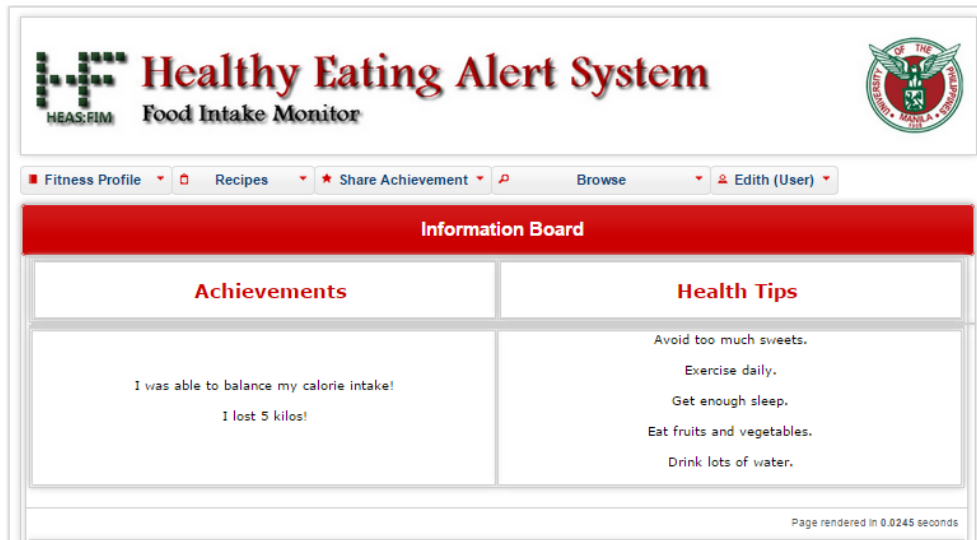 Healthy Eating Alert System
HEAS:FIM
Food Intake Monitor
UNIVERSITY OF THE PHILIPPINES
MANILA
1908
Fitness Profile
Recipes
Share Achievement
Browse
Edith (User)
Information Board
Achievements
Health Tips
I was able to balance my calorie intake!
I lost 5 kilos!
Avoid too much sweets.
Exercise daily.
Get enough sleep.
Eat fruits and vegetables.
Drink lots of water.
Page rendered in 0.0245 seconds